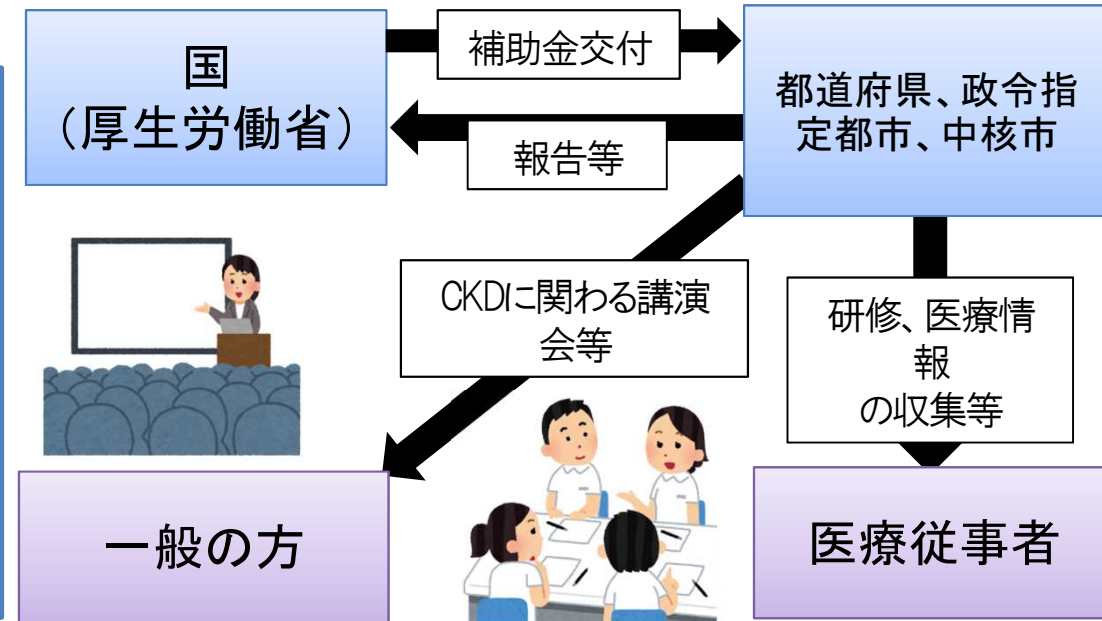 国
（厚生労働省）
補助金交付
報告等
都道府県、政令指
定都市、中核市
CKDに関わる講演
会等
研修、医療情
報
の収集等
一般の方
医療従事者